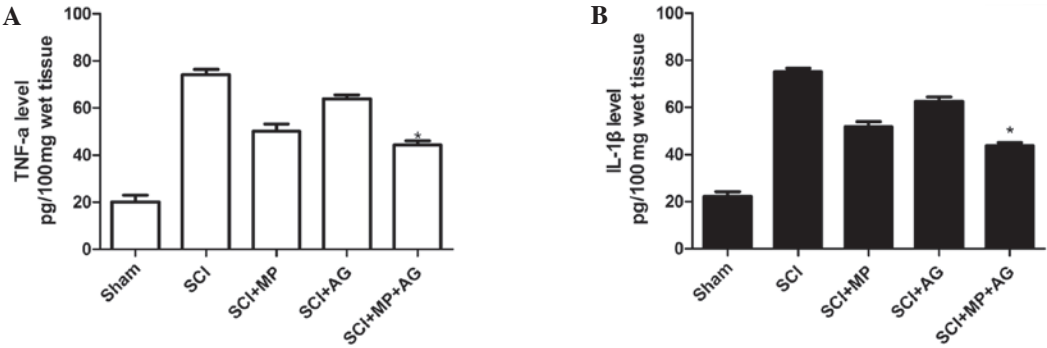 A
TNF-a level
pg/100mg wet tissue
100
80
60
40
20
0
*
Sham
SCI
SCI+MP
SCI+AG
SCI+MP+AG
B
IL-1β level
pg/100 mg wet tissue
100
80
60
40
20
0
*
Sham
SCI
SCI+MP
SCI+AG
SCI+MP+AG